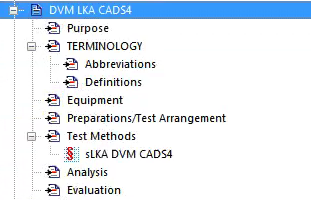 DVM LKA CADS4
Purpose
TERMINOLOGY
Abbreviations
Definitions
Equipment
Preparations/Test Arrangement
Test Methods
sLKA DVM CADS4
Analysis
Evaluation